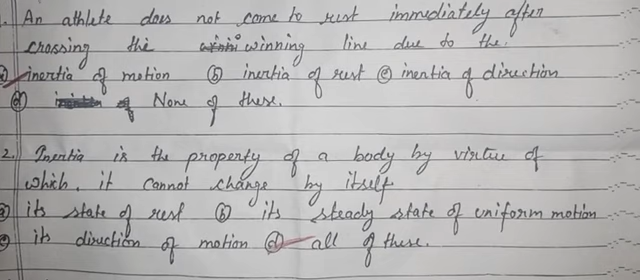 1. An athlete does not come to rest immediately after
crossing the winning line due to the.
(a) inertia of motion (b) inertia of rest (c) inertia of direction
(d) None of these.
2. Inertia is the property of a body by virtue of
which, it cannot change by itself
(a) its state of rest (b) its steady state of uniform motion
(c) its direction of motion (d) all of these.